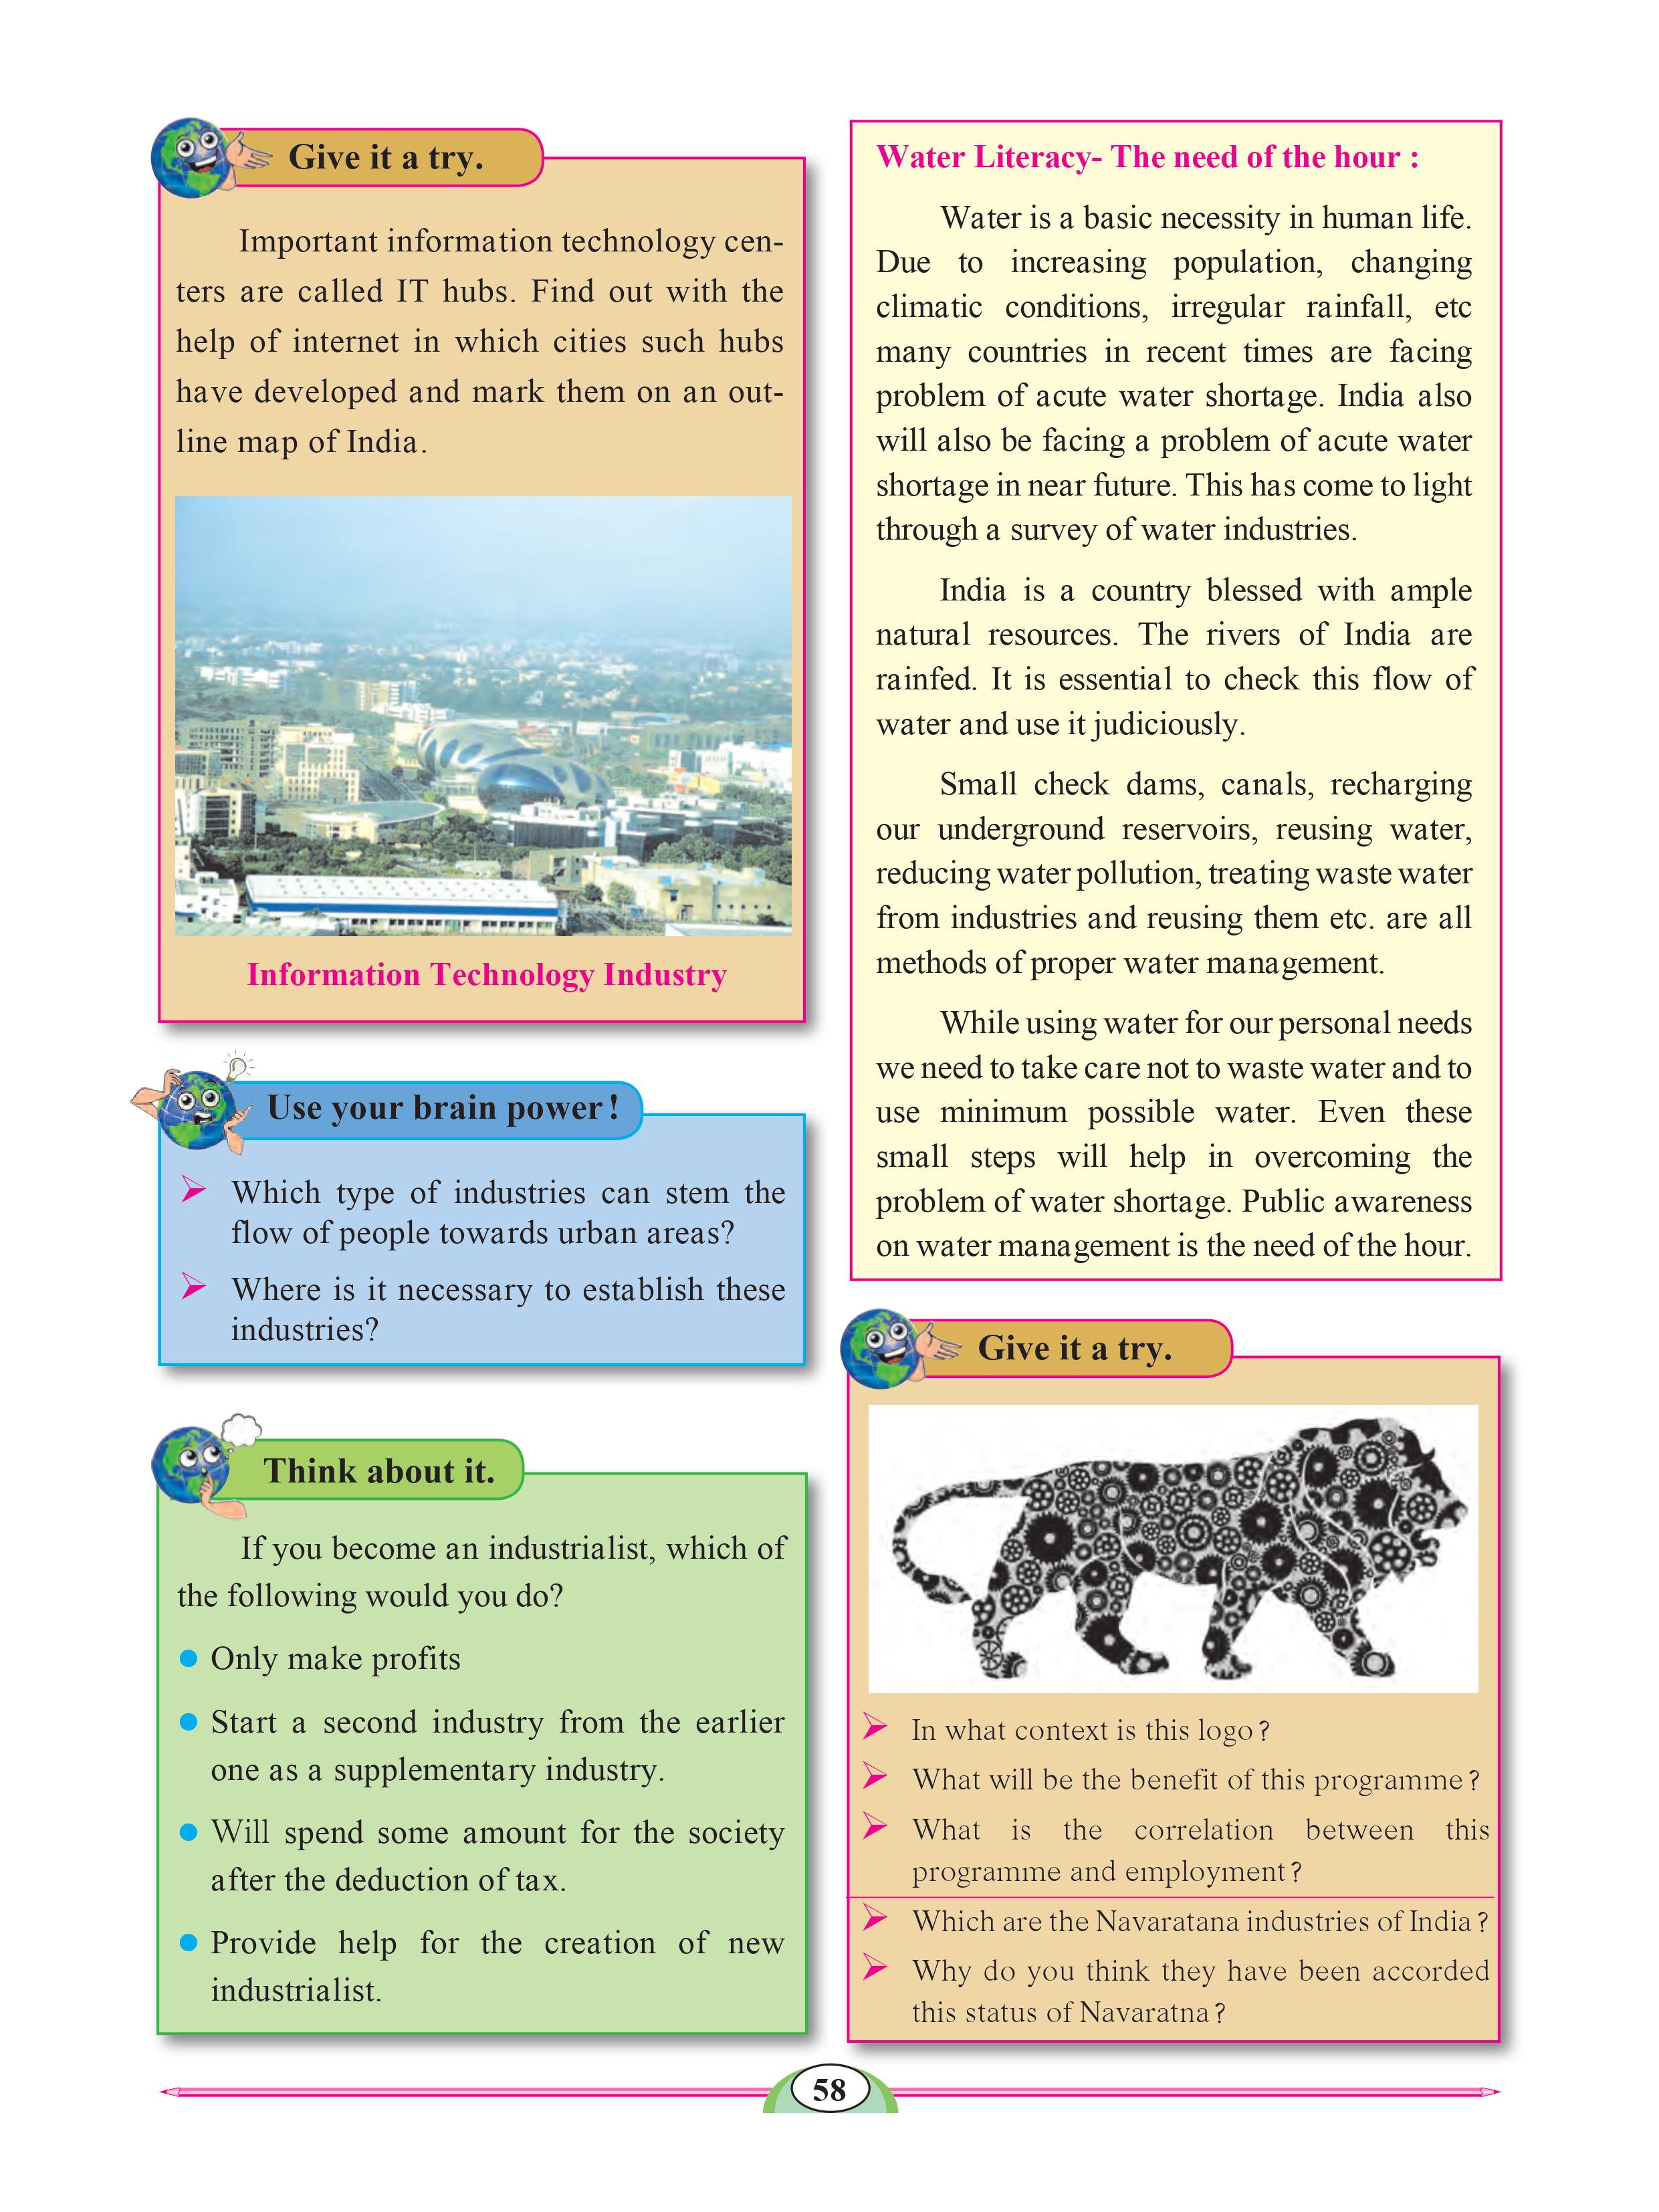 Give it a try.
Important information technology cen-
ters are called IT hubs. Find out with the
help of internet in which cities such hubs
have developed and mark them on an out-
line map of India.
Information Technology Industry
Use your brain power!
Which type of industries can stem the
flow of people towards urban areas?
Where is it necessary to establish these
industries?
Think about it.
If you become an industrialist, which of
the following would you do?
Only make profits
Start a second industry from the earlier
one as a supplementary industry.
Will spend some amount for the society
after the deduction of tax.
Provide help for the creation of new
industrialist.
Water Literacy- The need of the hour :
Water is a basic necessity in human life.
Due to increasing population, changing
climatic conditions, irregular rainfall, etc
many countries in recent times are facing
problem of acute water shortage. India also
will also be facing a problem of acute water
shortage in near future. This has come to light
through a survey of water industries.
India is a country blessed with ample
natural resources. The rivers of India are
rainfed. It is essential to check this flow of
water and use it judiciously.
Small check dams, canals, recharging
our underground reservoirs, reusing water,
reducing water pollution, treating waste water
from industries and reusing them etc. are all
methods of proper water management.
While using water for our personal needs
we need to take care not to waste water and to
use minimum possible water. Even these
small steps will help in overcoming the
problem of water shortage. Public awareness
on water management is the need of the hour.
Give it a try.
In what context is this logo?
What will be the benefit of this programme?
What is the correlation between this
programme and employment?
Which are the Navaratana industries of India?
Why do you think they have been accorded
this status of Navaratna?
58